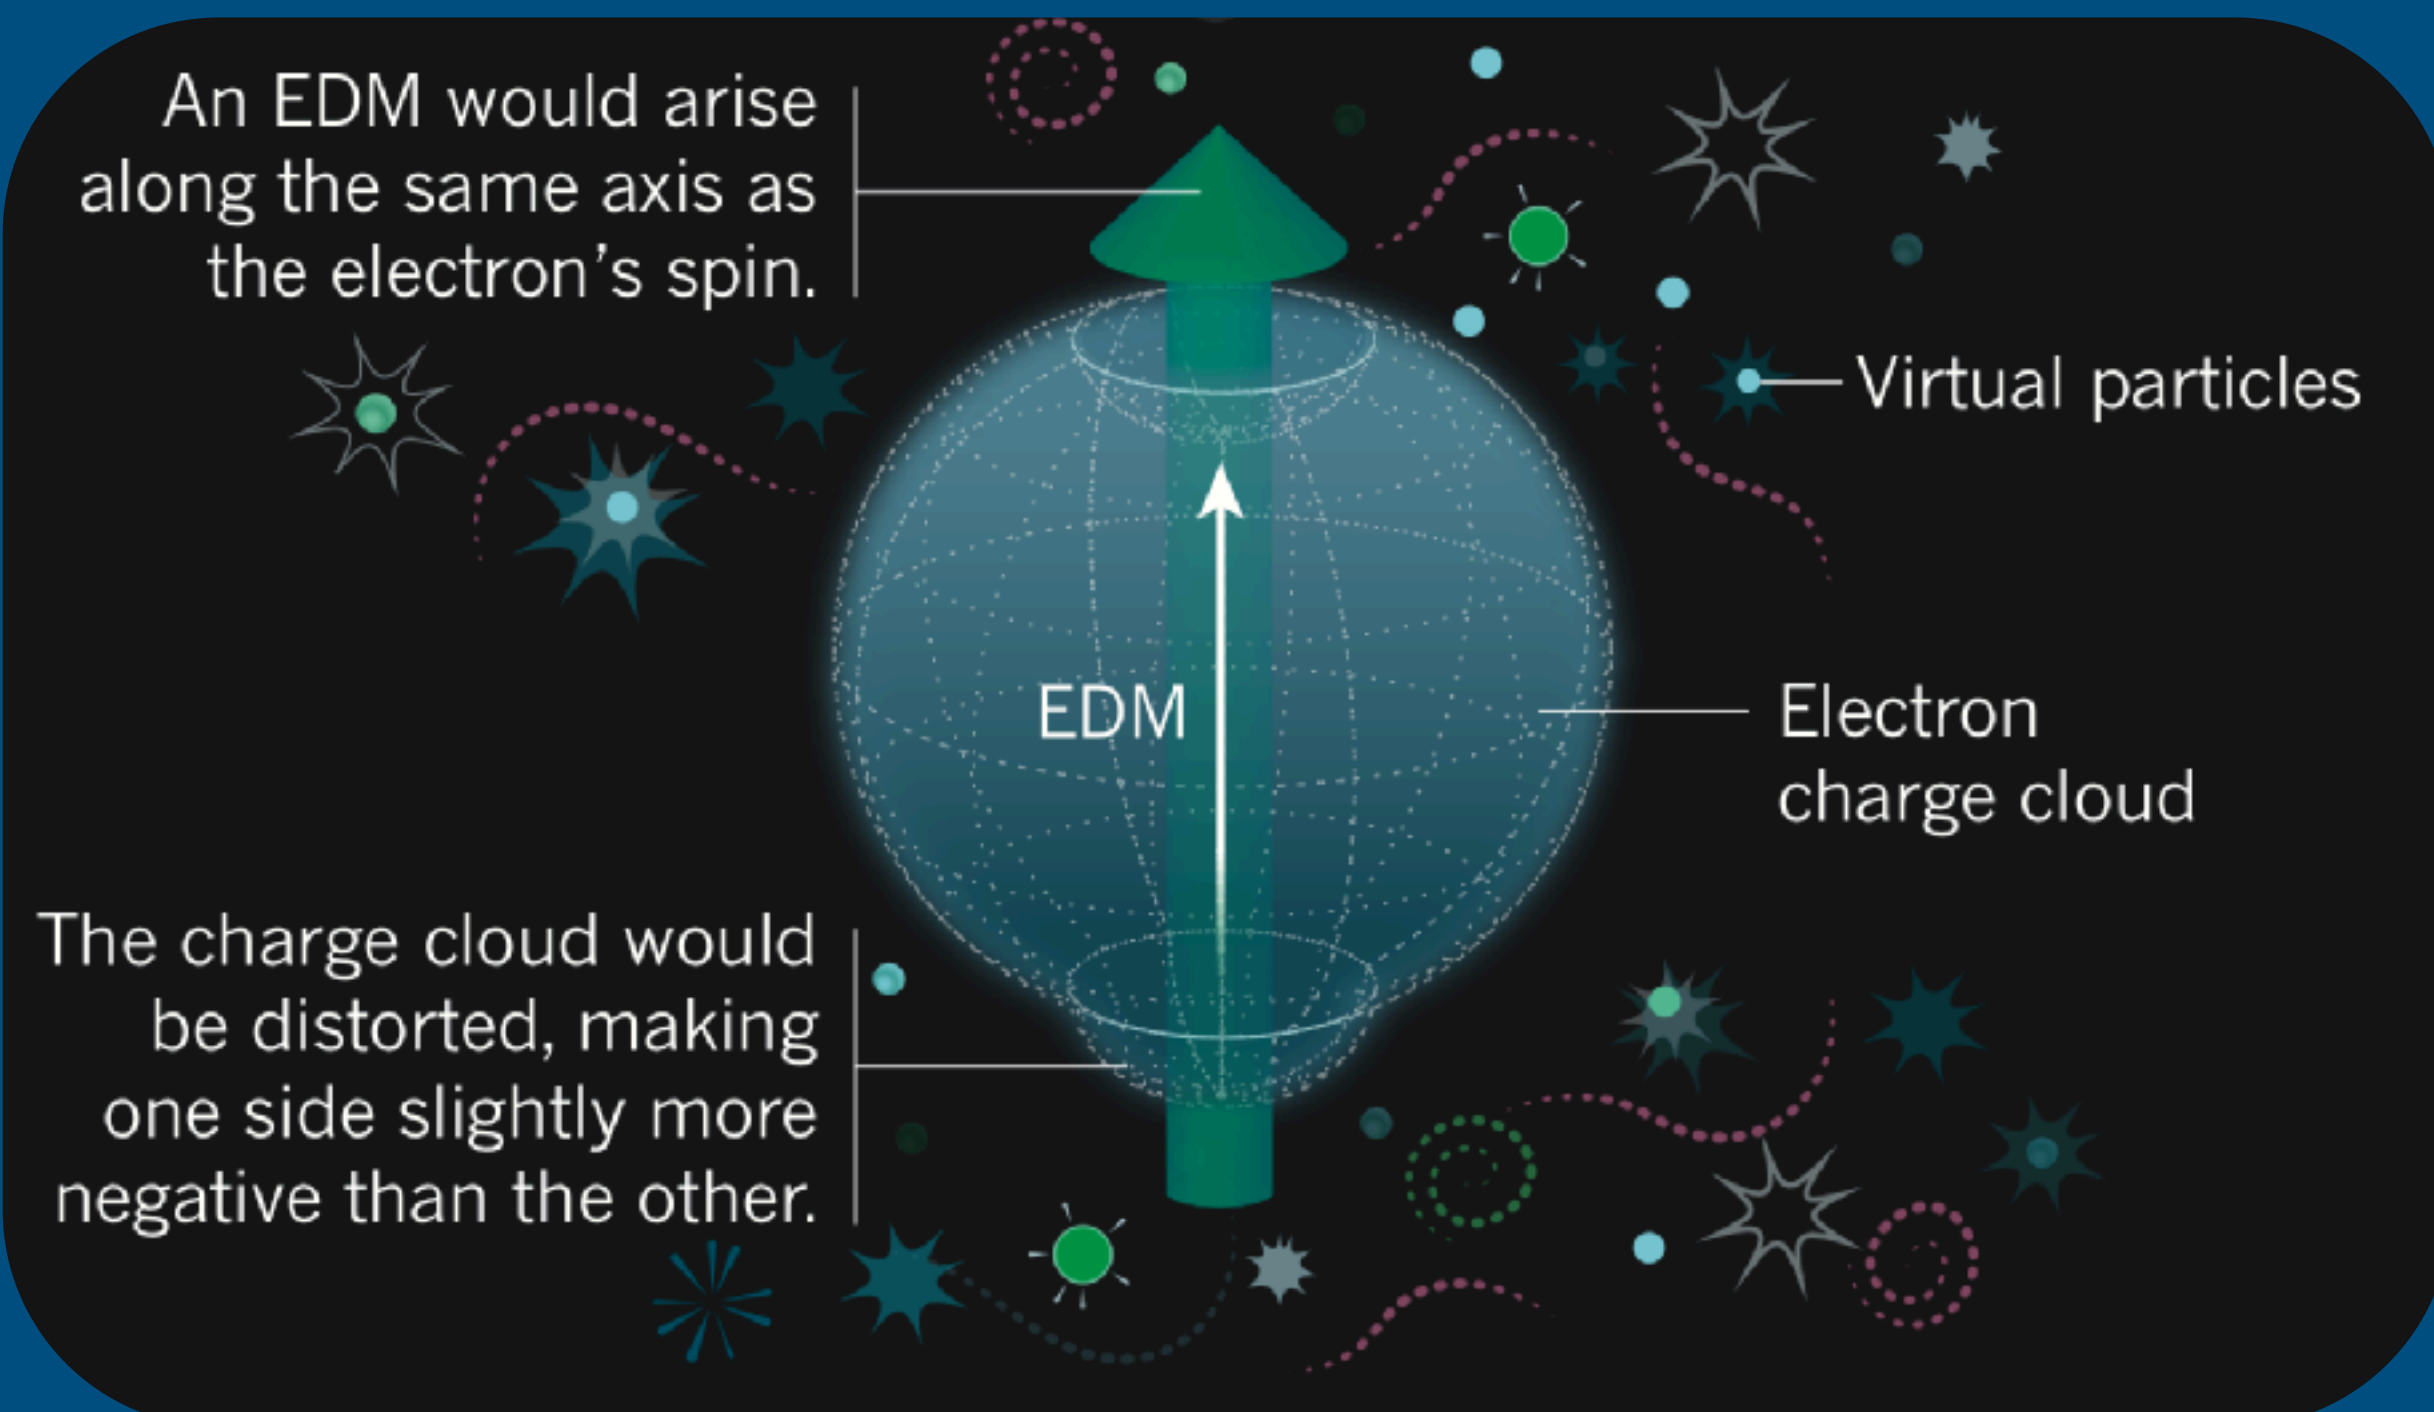 An EDM would arise
along the same axis as
the electron’s spin.
Virtual particles
EDM
Electron
charge cloud
The charge cloud would
be distorted, making
one side slightly more
negative than the other.